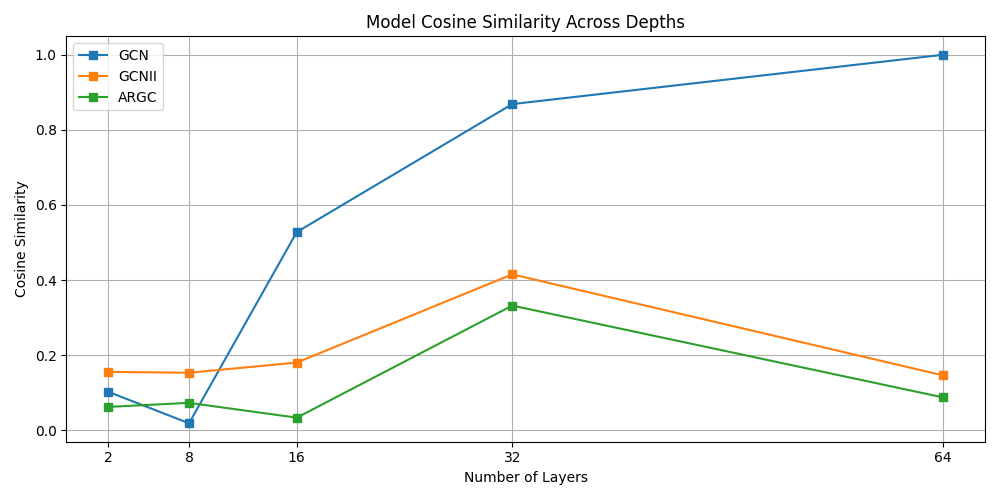 Model Cosine Similarity Across Depths
GCN
GCNII
ARGC
1.0
0.8
0.6
0.4
0.2
0.0
Cosine Similarity
2 8 16 32 64
Number of Layers